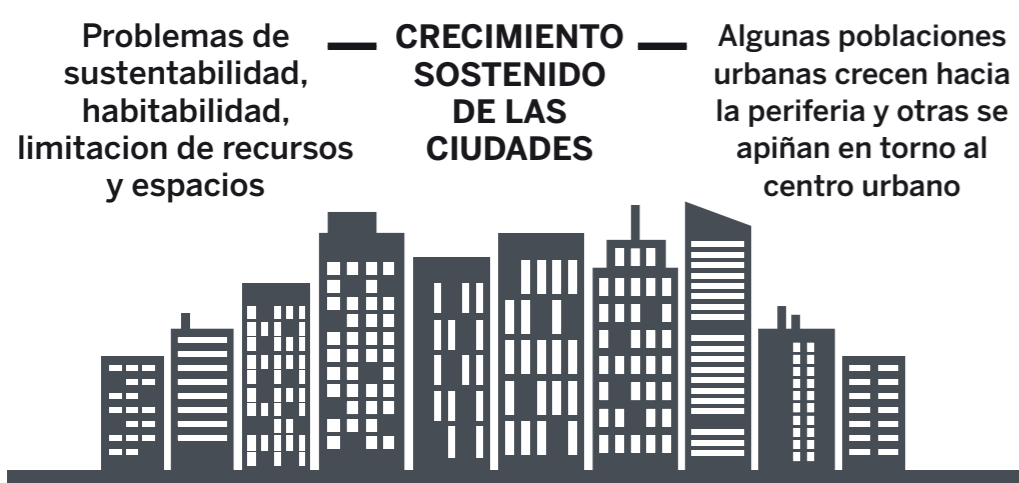 Problemas de
sustentabilidad,
habitabilidad,
limitacion de recursos
y espacios
CRECIMIENTO
SOSTENIDO
DE LAS
CIUDADES
Algunas poblaciones
urbanas crecen hacia
la periferia y otras se
apiñan en torno al
centro urbano